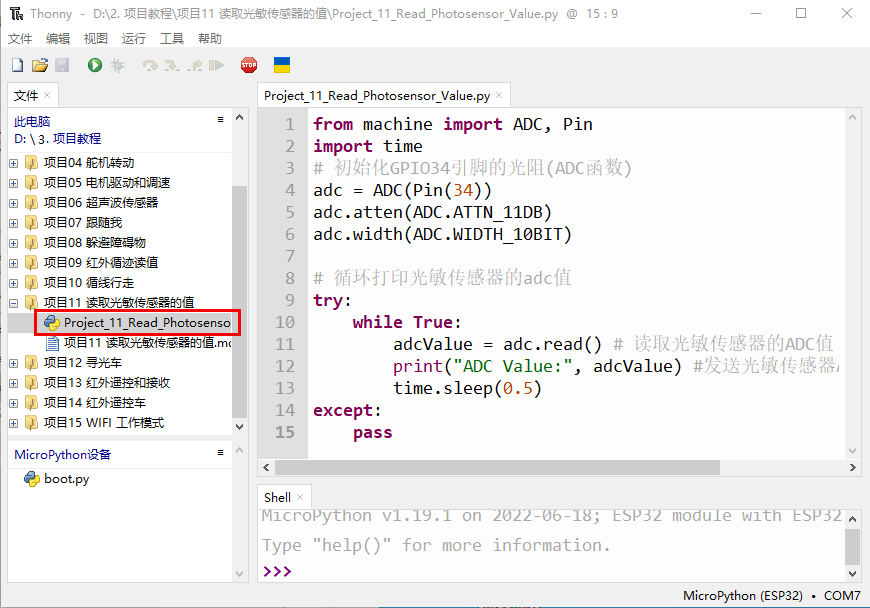 Thonny - D:\2. 项目教程\项目11 读取光敏传感器的值\Project_11_Read_Photosensor_Value.py @ 15 : 9
文件 编辑 视图 运行 工具 帮助
STOP
文件 ×
此电脑
D: \ 3. 项目教程
项目04 舵机转动
项目05 电机驱动和调速
项目06 超声波传感器
项目07 跟随我
项目08 躲避障碍物
项目09 红外循迹读值
项目10 循线行走
项目11 读取光敏传感器的值
Project_11_Read_Photosenso
项目11 读取光敏传感器的值.mc
项目12 寻光车
项目13 红外遥控和接收
项目14 红外遥控车
项目15 WIFI 工作模式
MicroPython设备
boot.py
Project_11_Read_Photosensor_Value.py ×
1 from machine import ADC, Pin
2 import time
3 # 初始化GPIO34引脚的光阻(ADC函数)
4 adc = ADC(Pin(34))
5 adc.atten(ADC.ATTN_11DB)
6 adc.width(ADC.WIDTH_10BIT)
7
8 # 循环打印光敏传感器的adc值
9 try:
10 while True:
11 adcValue = adc.read() # 读取光敏传感器的ADC值
12 print("ADC Value:", adcValue) #发送光敏传感器A
13 time.sleep(0.5)
14 except:
15 pass
Shell ×
MicroPython v1.19.1 on 2022-06-18; ESP32 module with ESP32
Type "help()" for more information.
>>>
MicroPython (ESP32) • COM7